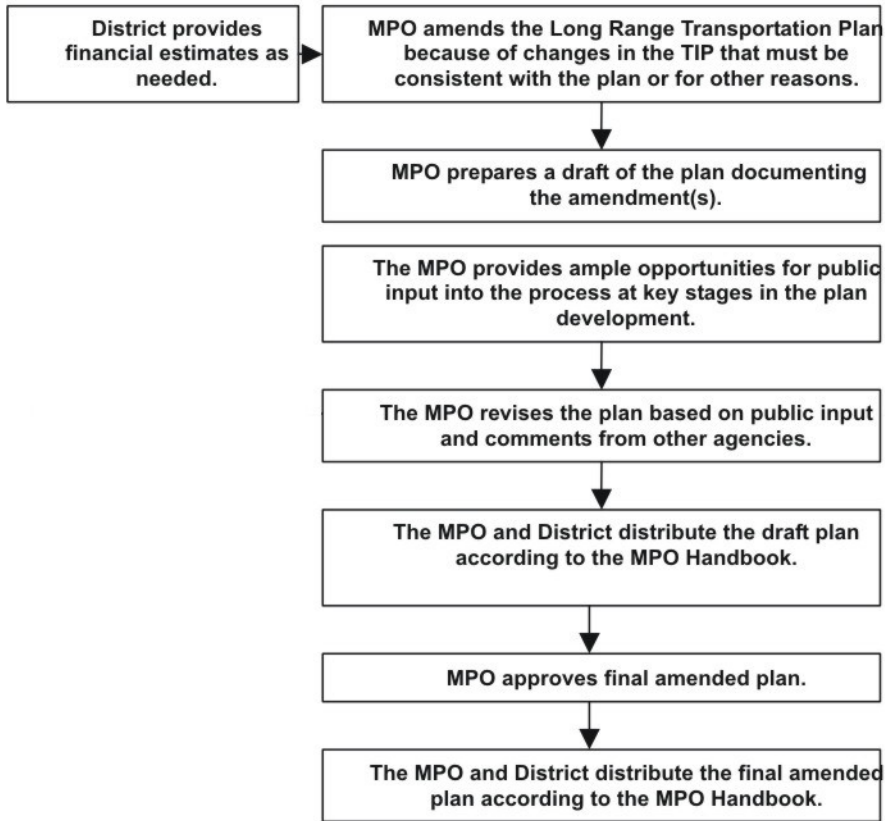 District provides
financial estimates as
needed.
MPO amends the Long Range Transportation Plan
because of changes in the TIP that must be
consistent with the plan or for other reasons.
MPO prepares a draft of the plan documenting
the amendment(s).
The MPO provides ample opportunities for public
input into the process at key stages in the plan
development.
The MPO revises the plan based on public input
and comments from other agencies.
The MPO and District distribute the draft plan
according to the MPO Handbook.
MPO approves final amended plan.
The MPO and District distribute the final amended
plan according to the MPO Handbook.